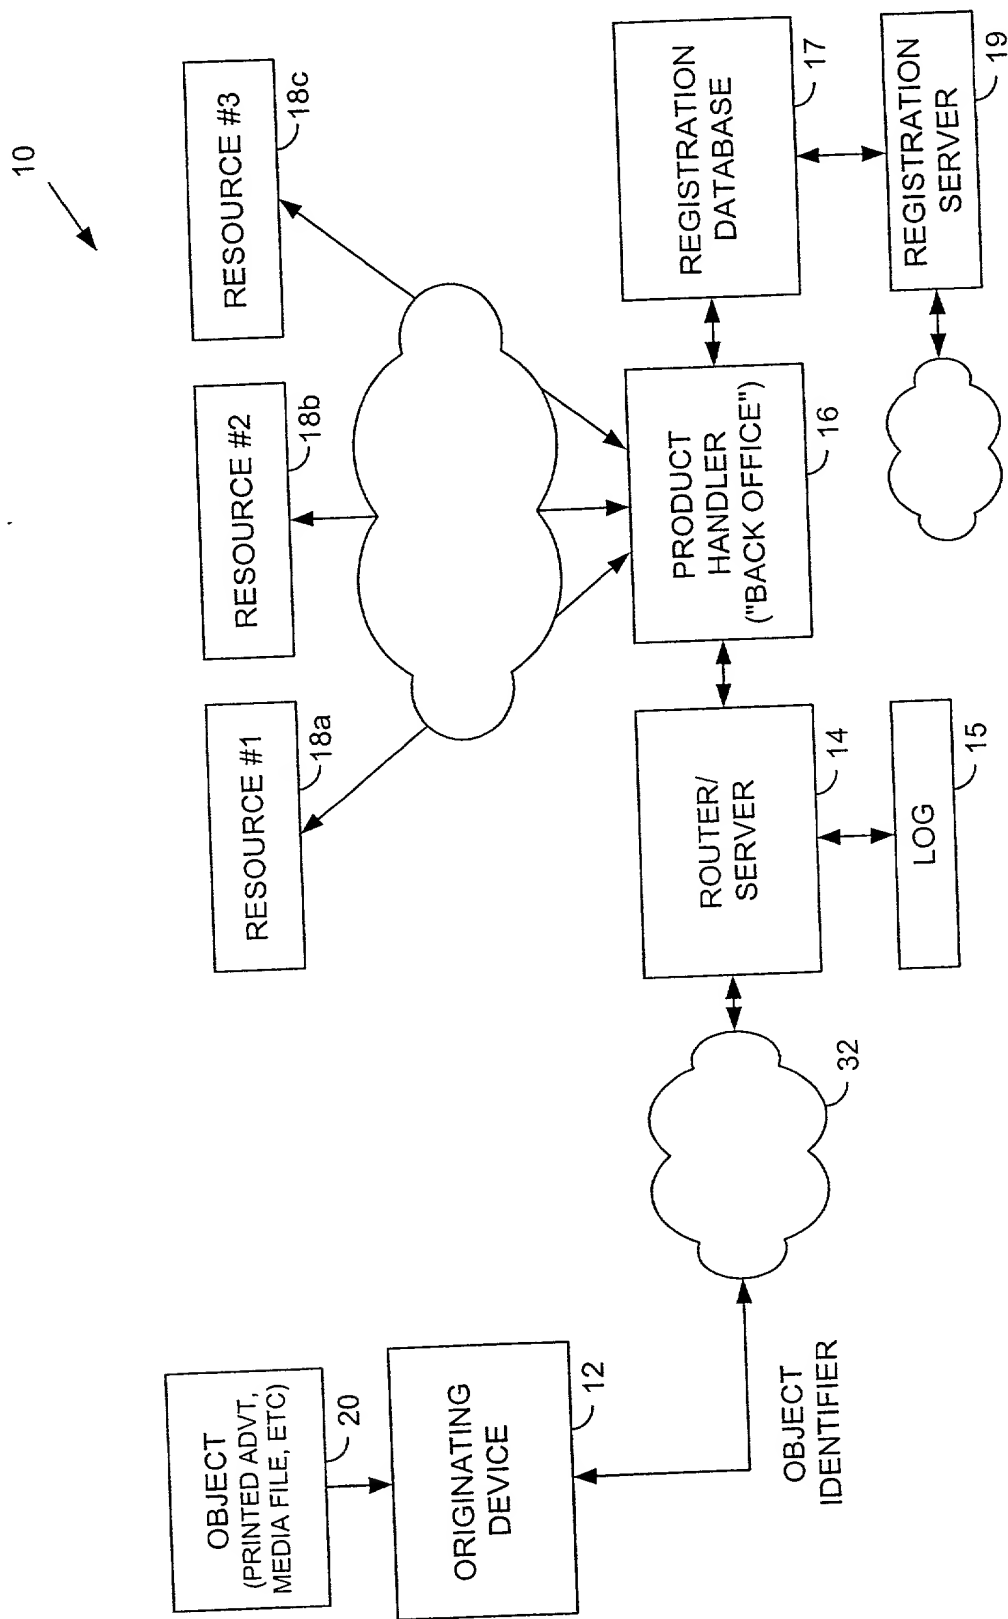 10
OBJECT
(PRINTED ADVT,
MEDIA FILE, ETC)
20
ORIGINATING
DEVICE
12
OBJECT
IDENTIFIER
32
RESOURCE #1
18a
RESOURCE #2
18b
RESOURCE #3
18c
ROUTER/
SERVER
14
LOG
15
PRODUCT
HANDLER
("BACK OFFICE")
16
REGISTRATION
DATABASE
17
REGISTRATION
SERVER
19